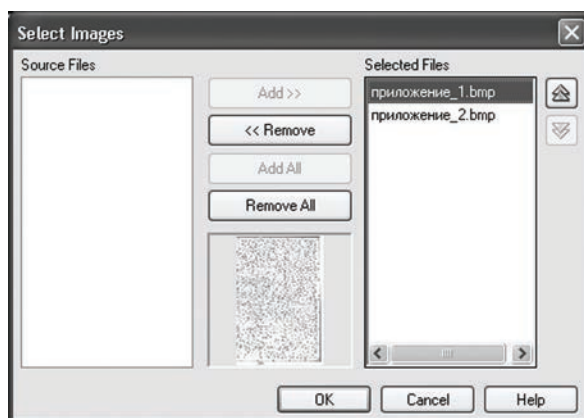 Select Images
Source Files
Selected Files
Add >>
<< Remove
Add All
Remove All
приложение_1.bmp
приложение_2.bmp
OK
Cancel
Help